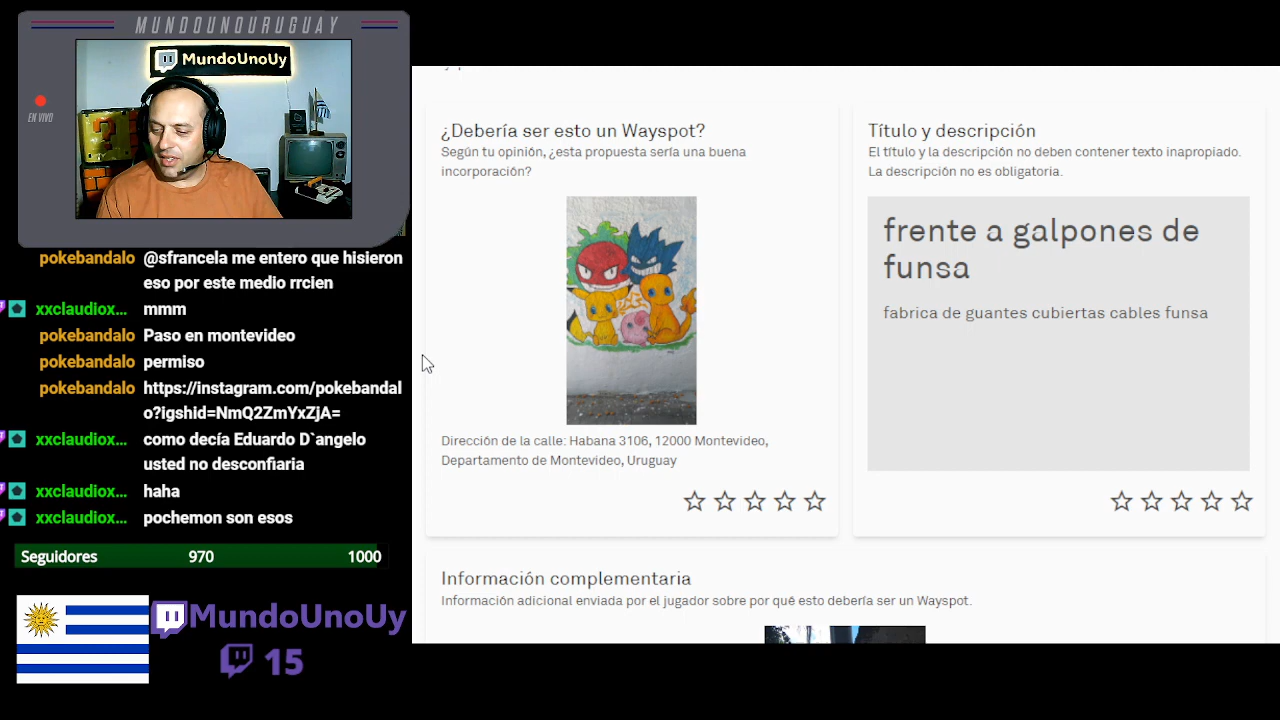 MUNDOUNOURUGUAY
MundoUnoUy
EN VIVO
pokebandalo @sfrancela me entero que hisieron
eso por este medio rrcien
xxclaudiox... mmm
pokebandalo Paso en montevideo
pokebandalo permiso
pokebandalo https://instagram.com/pokebandal
o?igshid=NmQ2ZmYxZjA=
xxclaudiox... como decía Eduardo D`angelo
usted no desconfiaria
xxclaudiox... haha
xxclaudiox... pochemon son esos
Seguidores 970 1000
MundoUnoUy
15
¿Debería ser esto un Wayspot?
Según tu opinión, ¿esta propuesta sería una buena
incorporación?
Dirección de la calle: Habana 3106, 12000 Montevideo,
Departamento de Montevideo, Uruguay
Título y descripción
El título y la descripción no deben contener texto inapropiado.
La descripción no es obligatoria.
frente a galpones de
funsa
fabrica de guantes cubiertas cables funsa
Información complementaria
Información adicional enviada por el jugador sobre por qué esto debería ser un Wayspot.